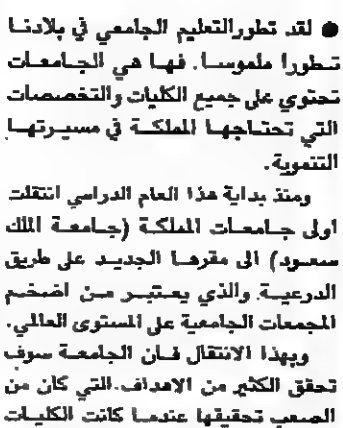 ● لقد تطورالتعليم الجامعي في بلادنا
تطورا ملموسا. فها هي الجامعات
تحتوي على جميع الكليات والتخصصات
التي تحتاجها المملكة في مسيرتها
التنموية.
ومنذ بداية هذا العام الدراسي انتقلت
اولى جامعات المملكة (جامعة الملك
سعود) الى مقرها الجديد على طريق
الدرعية. والذي يعتبر من اضخم
المجمعات الجامعية على المستوى العالمي.
وبهذا الانتقال فان الجامعة سوف
تحقق الكثير من الاهداف.التي كان من
الصعب تحقيقها عندما كانت الكليات